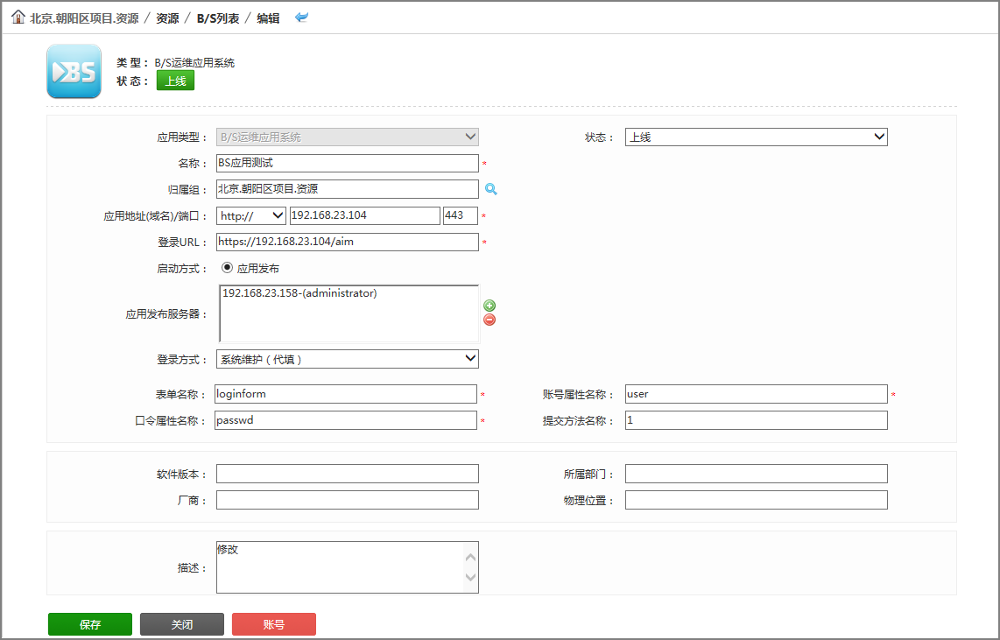 北京.朝阳区项目.资源 / 资源 / B/S列表 / 编辑
BS
类 型： B/S运维应用系统
状 态： 上线
应用类型： B/S运维应用系统 状态： 上线
名称： BS应用测试 *
归属组： 北京.朝阳区项目.资源
应用地址(域名)/端口： http:// 192.168.23.104 443 *
登录URL： https://192.168.23.104/aim *
启动方式： 应用发布
应用发布服务器： 192.168.23.158-(administrator)
登录方式： 系统维护（代填）
表单名称： loginform * 账号属性名称： user *
口令属性名称： passwd * 提交方法名称： 1
软件版本： 所属部门：
厂商： 物理位置：
描述： 修改
保存 关闭 账号